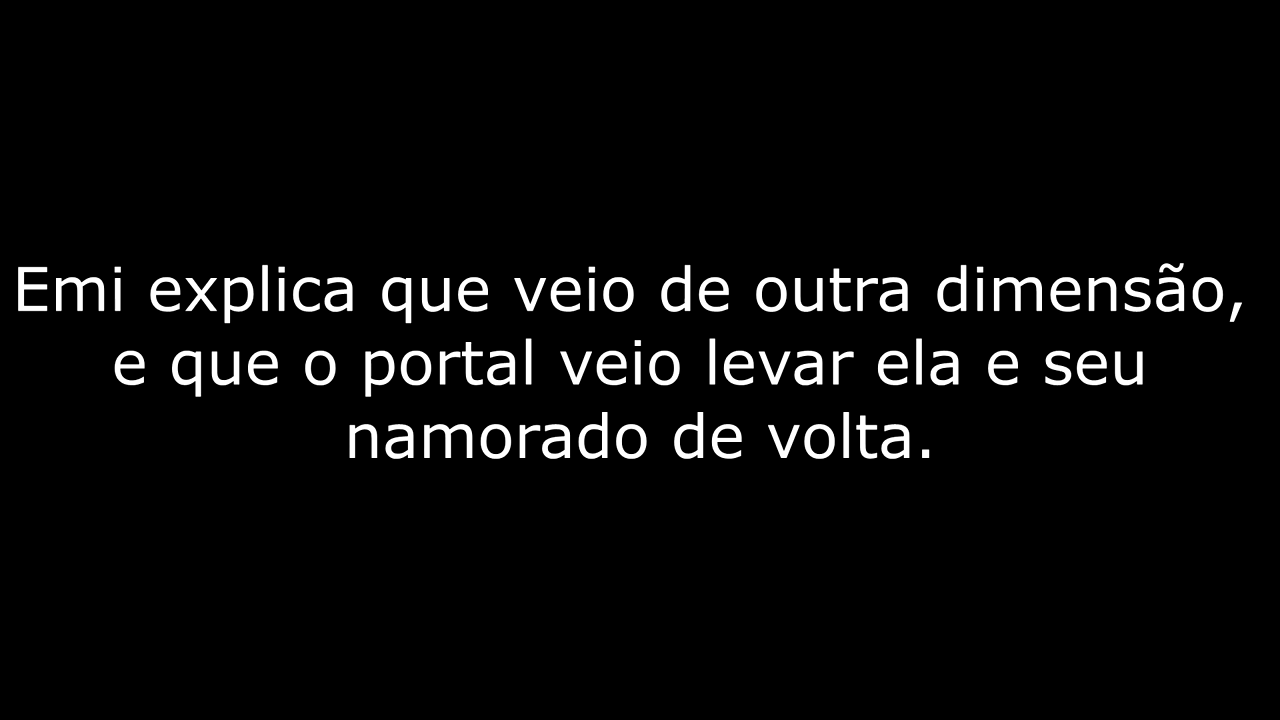 Emi explica que veio de outra dimensão,
e que o portal veio levar ela e seu
namorado de volta.